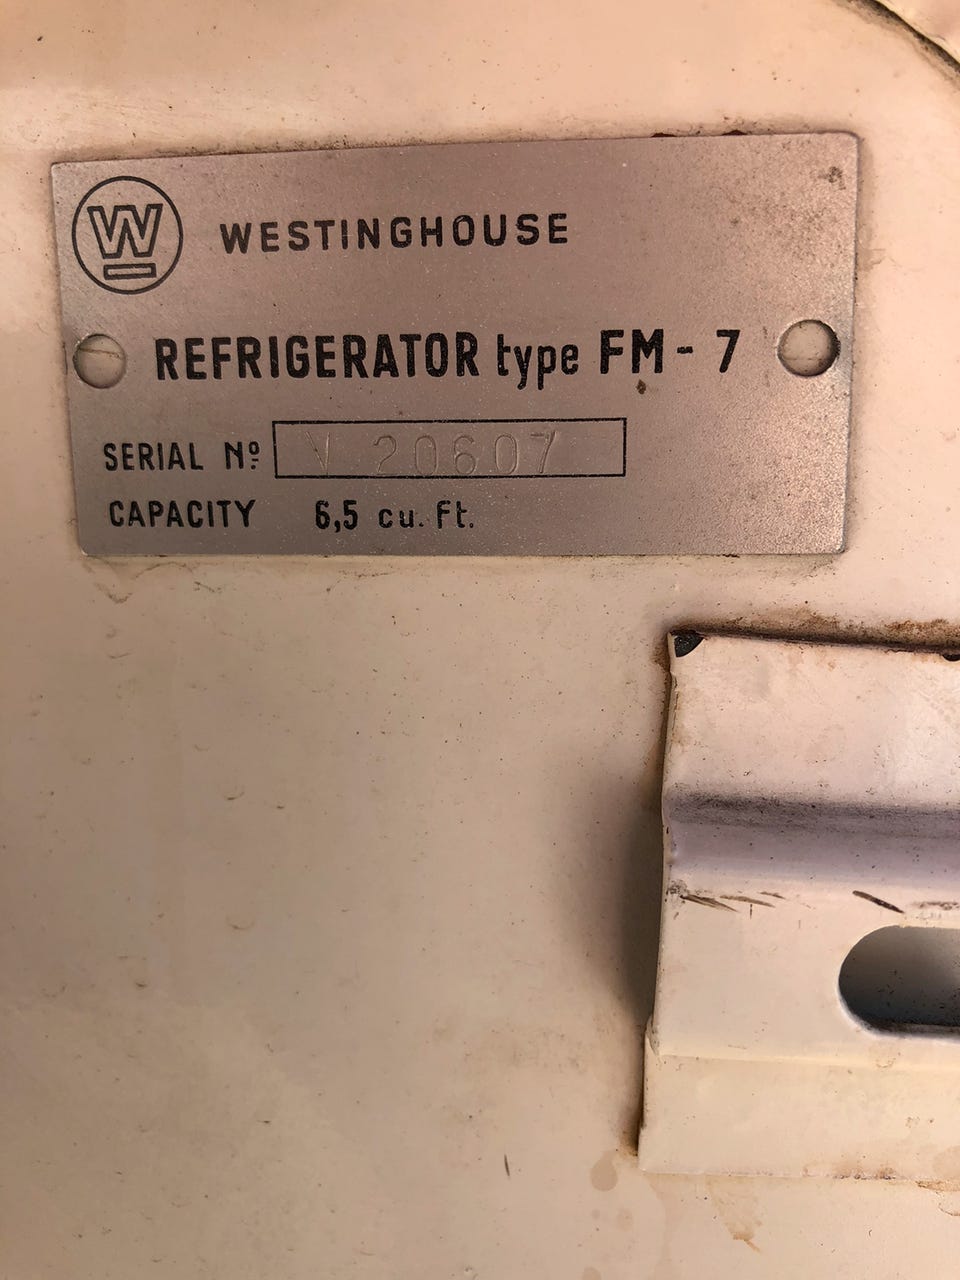 W
WESTINGHOUSE
REFRIGERATOR type FM - 7
SERIAL Nº V 20607
CAPACITY 6,5 cu. Ft.